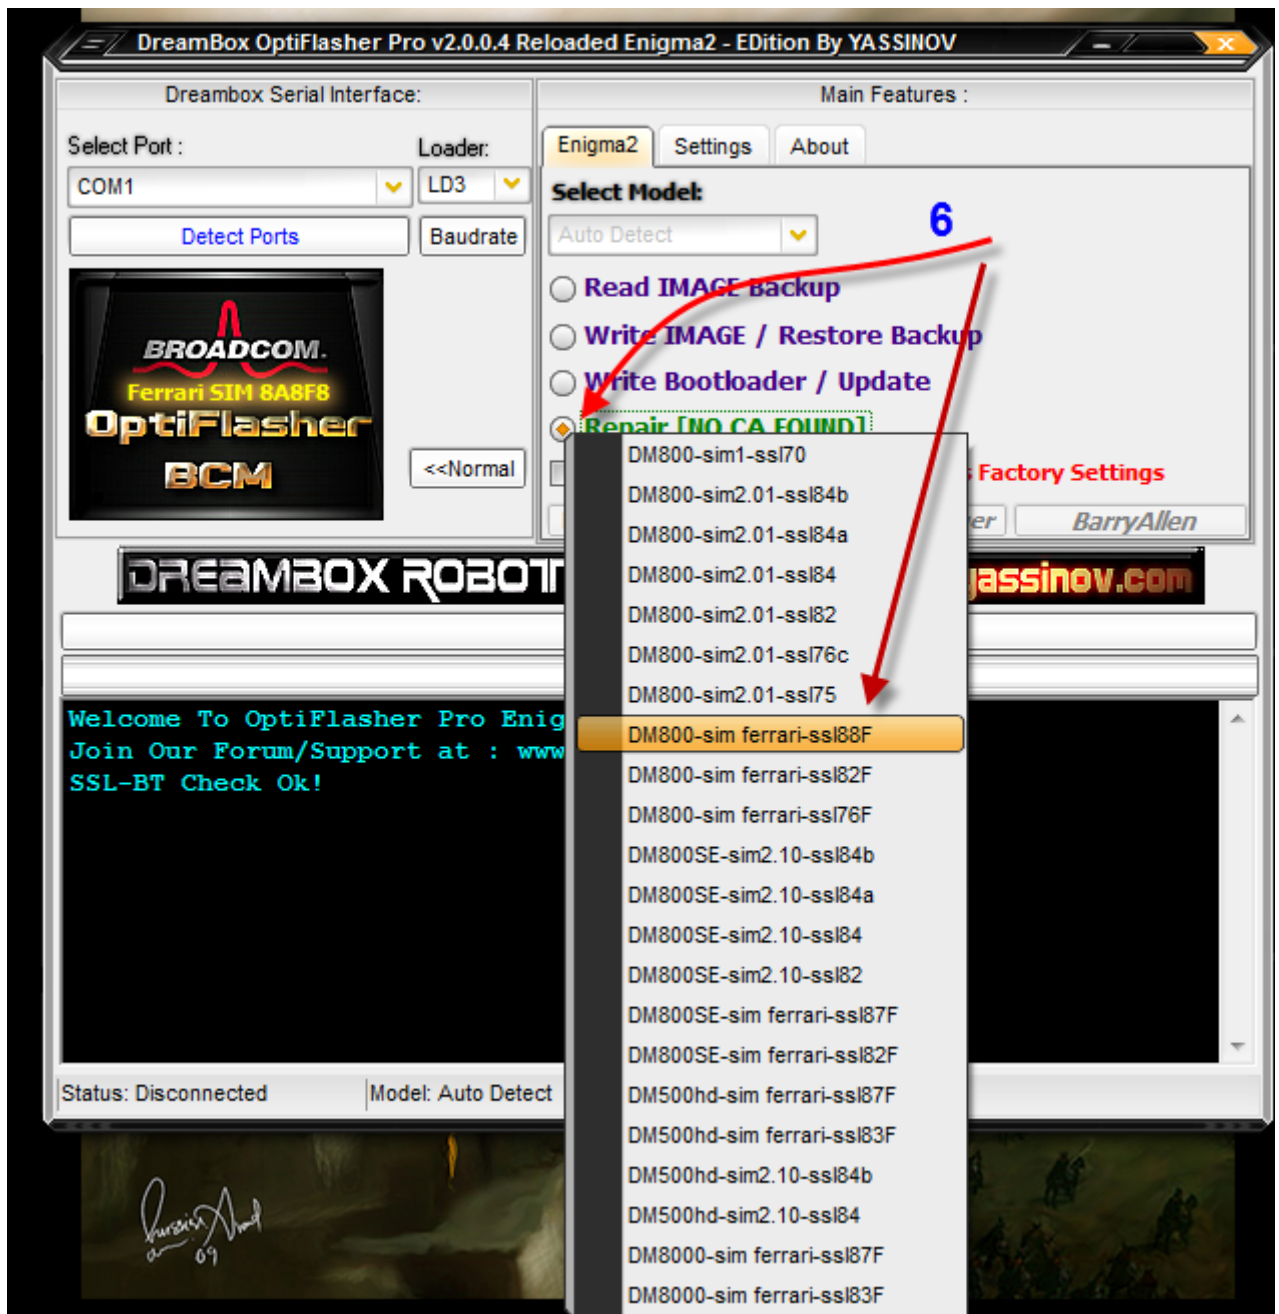 DreamBox OptiFlasher Pro v2.0.0.4 Reloaded Enigma2 - EDition By YASSINOV
Dreambox Serial Interface:
Select Port :
Loader:
COM1
LD3
Detect Ports
Baudrate
BROADCOM.
Ferrari SIM 8A8F8
OptiFlasher
BCM
<<Normal
Main Features :
Enigma2
Settings
About
Select Model:
Auto Detect
6
Read IMAGE Backup
Write IMAGE / Restore Backup
Write Bootloader / Update
Repair [NO CA FOUND]
Factory Settings
BarryAllen
DREAMBOX ROBOT
yassinov.com
Welcome To OptiFlasher Pro Enig
Join Our Forum/Support at : www
SSL-BT Check Ok!
DM800-sim1-ssl70
DM800-sim2.01-ssl84b
DM800-sim2.01-ssl84a
DM800-sim2.01-ssl84
DM800-sim2.01-ssl82
DM800-sim2.01-ssl76c
DM800-sim2.01-ssl75
DM800-sim ferrari-ssl88F
DM800-sim ferrari-ssl82F
DM800-sim ferrari-ssl76F
DM800SE-sim2.10-ssl84b
DM800SE-sim2.10-ssl84a
DM800SE-sim2.10-ssl84
DM800SE-sim2.10-ssl82
DM800SE-sim ferrari-ssl87F
DM800SE-sim ferrari-ssl82F
DM500hd-sim ferrari-ssl87F
DM500hd-sim ferrari-ssl83F
DM500hd-sim2.10-ssl84b
DM500hd-sim2.10-ssl84
DM8000-sim ferrari-ssl87F
DM8000-sim ferrari-ssl83F
Status: Disconnected
Model: Auto Detect
09